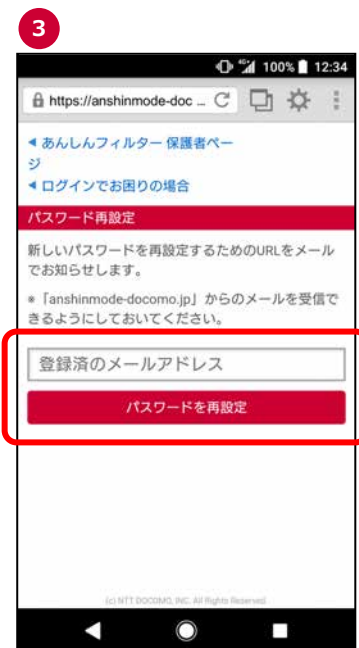 3
100% 12:34
https://anshinmode-doc ...
◀ あんしんフィルター 保護者ペー
ジ
◀ ログインでお困りの場合
パスワード再設定
新しいパスワードを再設定するためのURLをメール
でお知らせします。
※「anshinmode-docomo.jp」からのメールを受信で
きるようにしておいてください。
登録済のメールアドレス
パスワードを再設定
(c) NTT DOCOMO, INC. All Rights Reserved.